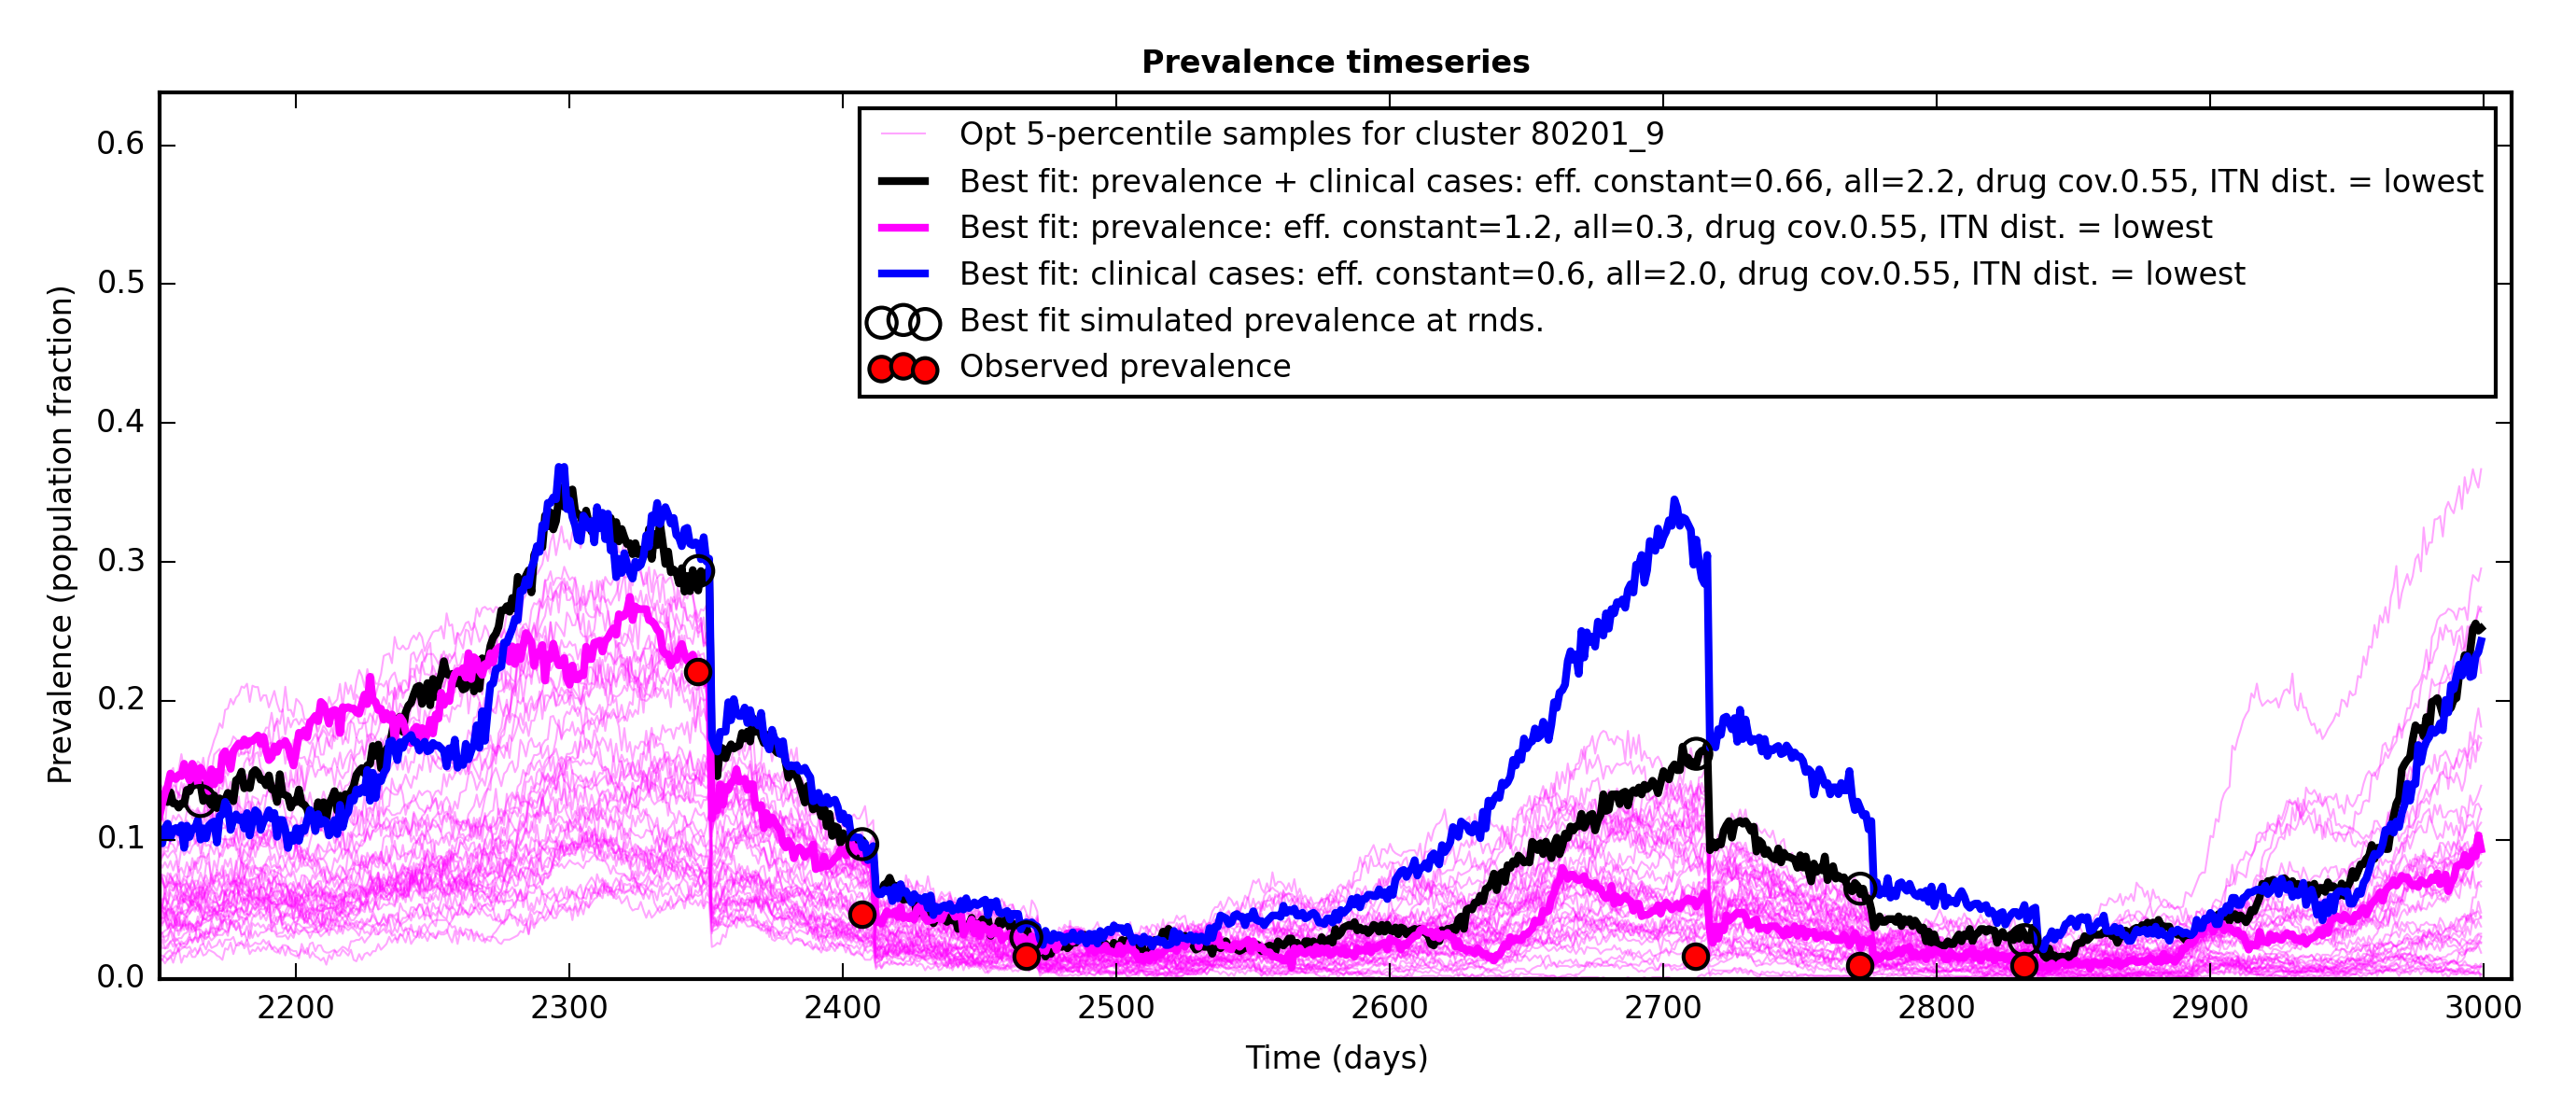 Prevalence timeseries
Opt 5-percentile samples for cluster 80201_9
Best fit: prevalence + clinical cases: eff. constant=0.66, all=2.2, drug cov.0.55, ITN dist. = lowest
Best fit: prevalence: eff. constant=1.2, all=0.3, drug cov.0.55, ITN dist. = lowest
Best fit: clinical cases: eff. constant=0.6, all=2.0, drug cov.0.55, ITN dist. = lowest
Best fit simulated prevalence at rnds.
Observed prevalence
Prevalence (population fraction)
0.6
0.5
0.4
0.3
0.2
0.1
0.0
2200 2300 2400 2500 2600 2700 2800 2900 3000
Time (days)